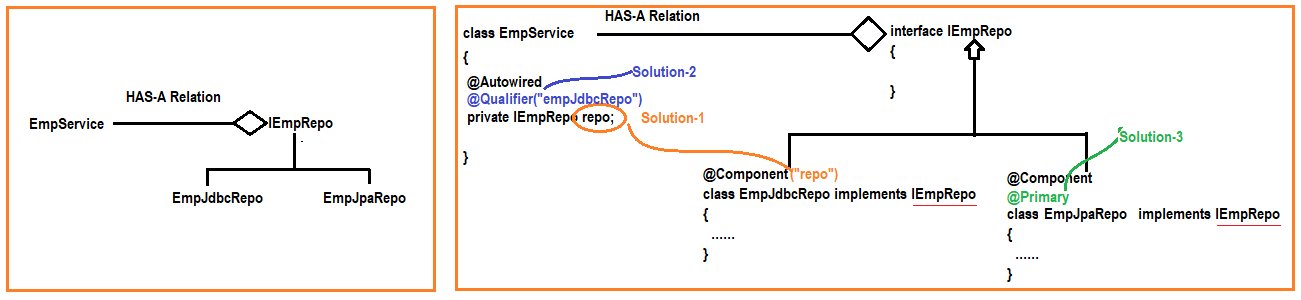 HAS-A Relation
EmpService
IEmpRepo
EmpJdbcRepo
EmpJpaRepo
HAS-A Relation
class EmpService
interface IEmpRepo
{
{
@Autowired
Solution-2
@Qualifier("empJdbcRepo")
}
private IEmpRepo repo;
Solution-1
}
Solution-3
@Component("repo")
class EmpJdbcRepo implements IEmpRepo
{
......
}
@Component
@Primary
class EmpJpaRepo implements IEmpRepo
{
......
}